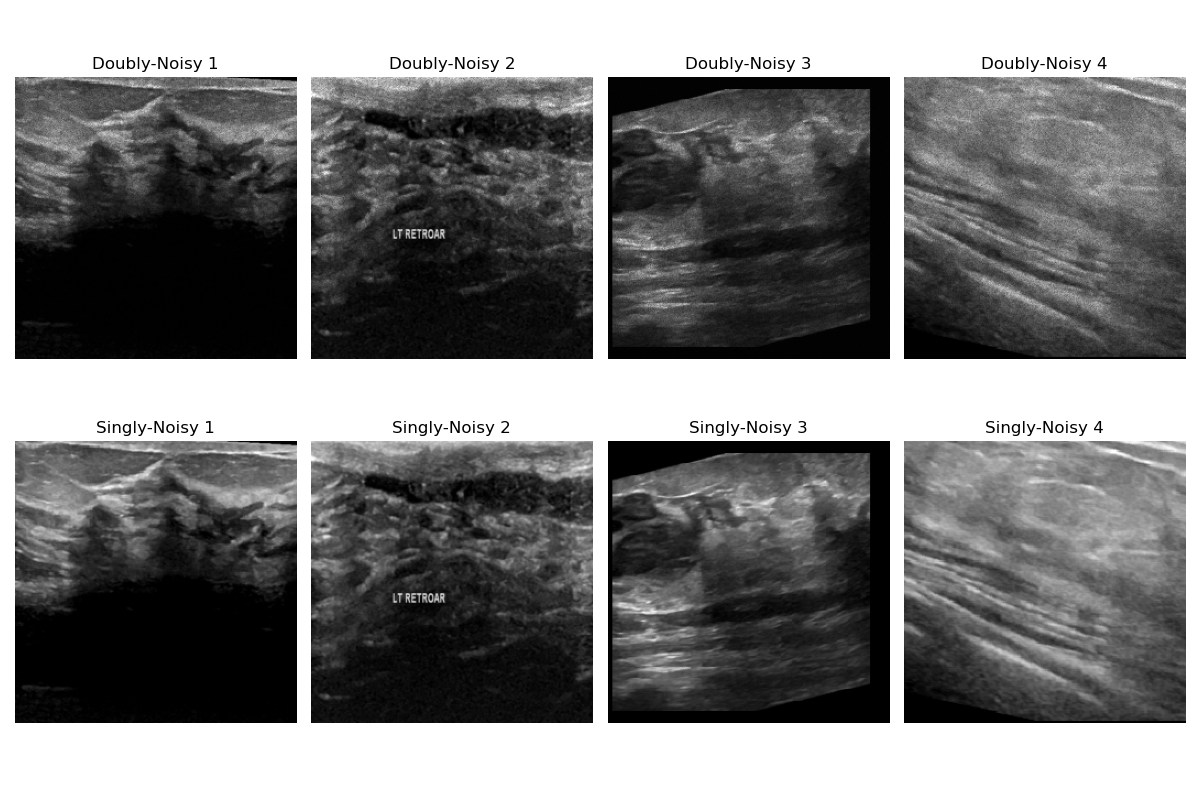 Doubly-Noisy 1
Doubly-Noisy 2
Doubly-Noisy 3
Doubly-Noisy 4
LT RETROAR
Singly-Noisy 1
Singly-Noisy 2
Singly-Noisy 3
Singly-Noisy 4
LT RETROAR